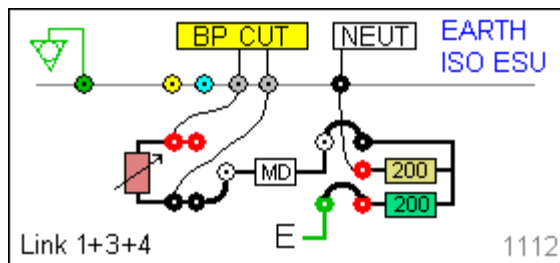 BP CUT
NEUT
EARTH
ISO ESU
MD
200
200
E
Link 1+3+4
1112